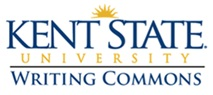 KENT STATE.
UNIVERSITY
WRITING COMMONS